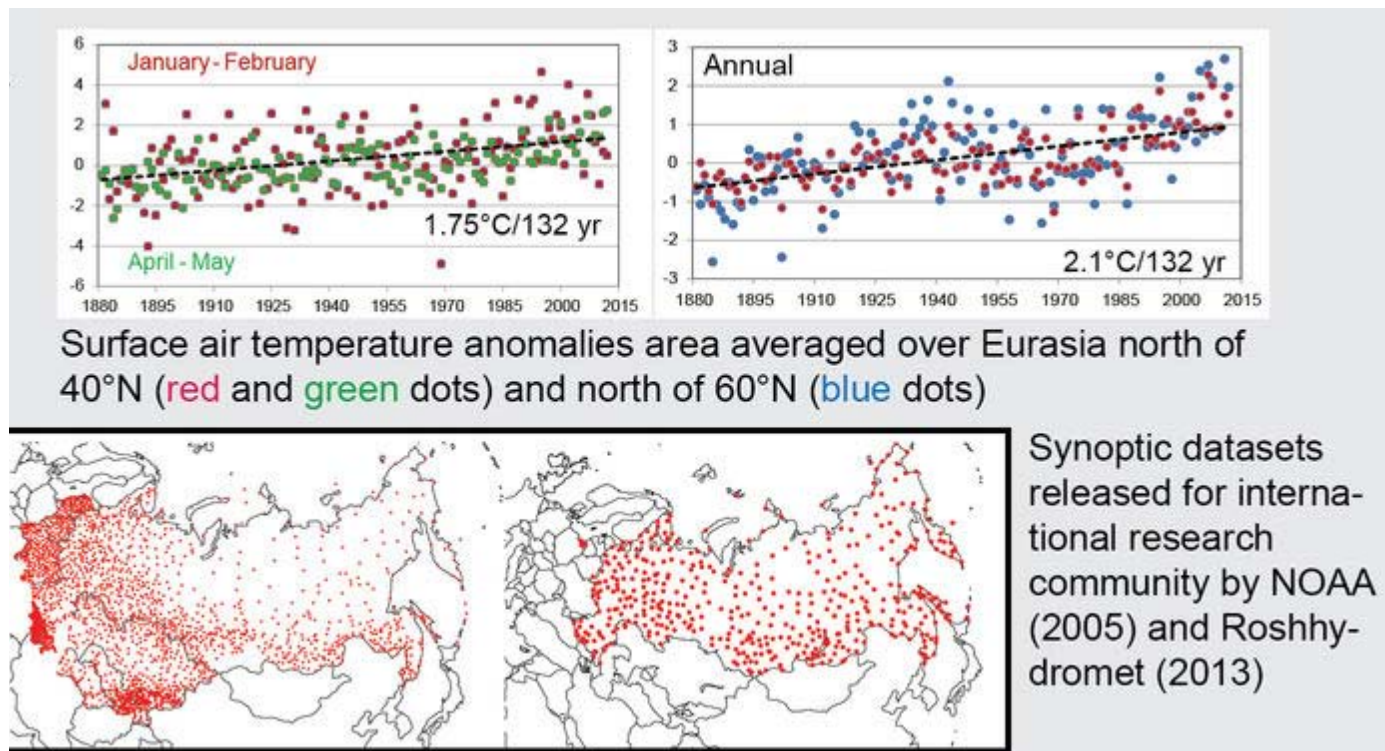 6
4
2
0
-2
-4
-6
January - February
April - May
1.75°C/132 yr
1880 1895 1910 1925 1940 1955 1970 1985 2000 2015
3
2
1
0
-1
-2
-3
Annual
2.1°C/132 yr
1880 1895 1910 1925 1940 1955 1970 1985 2000 2015
Surface air temperature anomalies area averaged over Eurasia north of
40°N (red and green dots) and north of 60°N (blue dots)
Synoptic datasets
released for interna-
tional research
community by NOAA
(2005) and Roshhy-
dromet (2013)